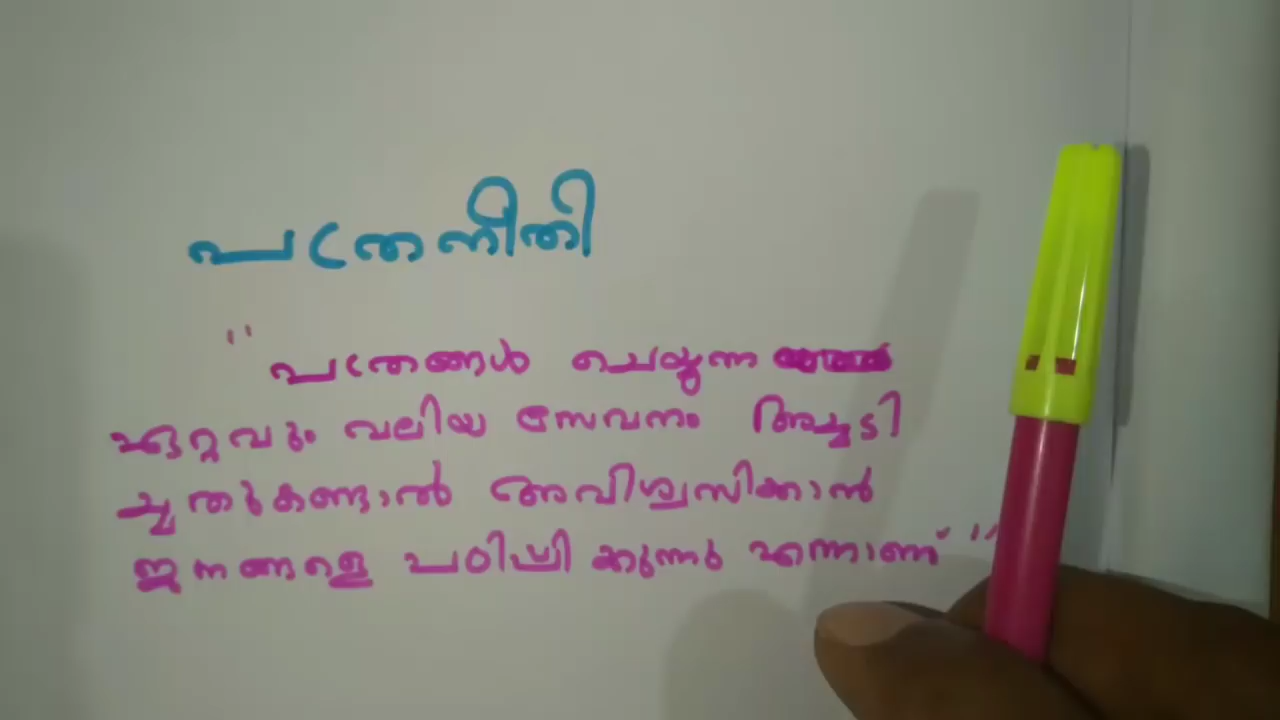 പത്രനീതി
" പത്രങ്ങൾ ചെയ്യുന്ന
ഏറ്റവും വലിയ സേവനം അച്ചടി
ച്ചതുകണ്ടാൽ അവിശ്വസിക്കാൻ
ജനങ്ങളെ പഠിപ്പിക്കുന്നു എന്നാണ് "